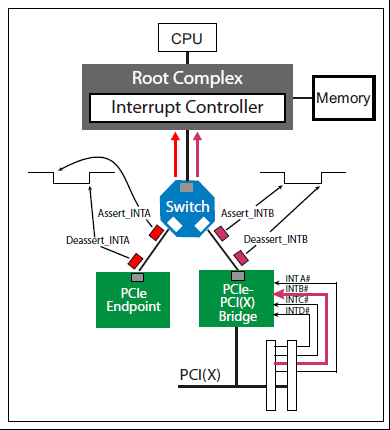 CPU
Root Complex
Interrupt Controller
Memory
Switch
Assert_INTA
Assert_INTB
Deassert_INTA
Deassert_INTB
PCIe
Endpoint
PCIe-
PCI(X)
Bridge
INT A#
INTB#
INTC#
INTD#
PCI(X)